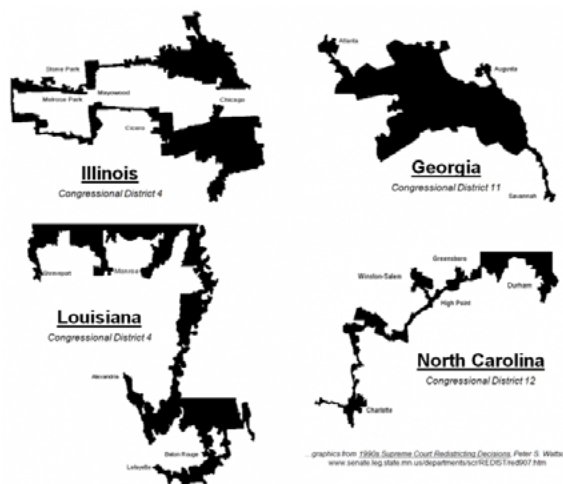 Stone Park
Melrose Park
Maywood
Cicero
Chicago
Illinois
Congressional District 4
Atlanta
Augusta
Savannah
Georgia
Congressional District 11
Shreveport
Monroe
Louisiana
Congressional District 4
Alexandria
Baton Rouge
Lafayette
Greensboro
Winston-Salem
Durham
High Point
North Carolina
Congressional District 12
Charlotte
...graphics from 1990s Supreme Court Redistricting Decisions, Peter S. Watson
www.senate.leg.state.mn.us/departments/scr/REDIST/red907.htm